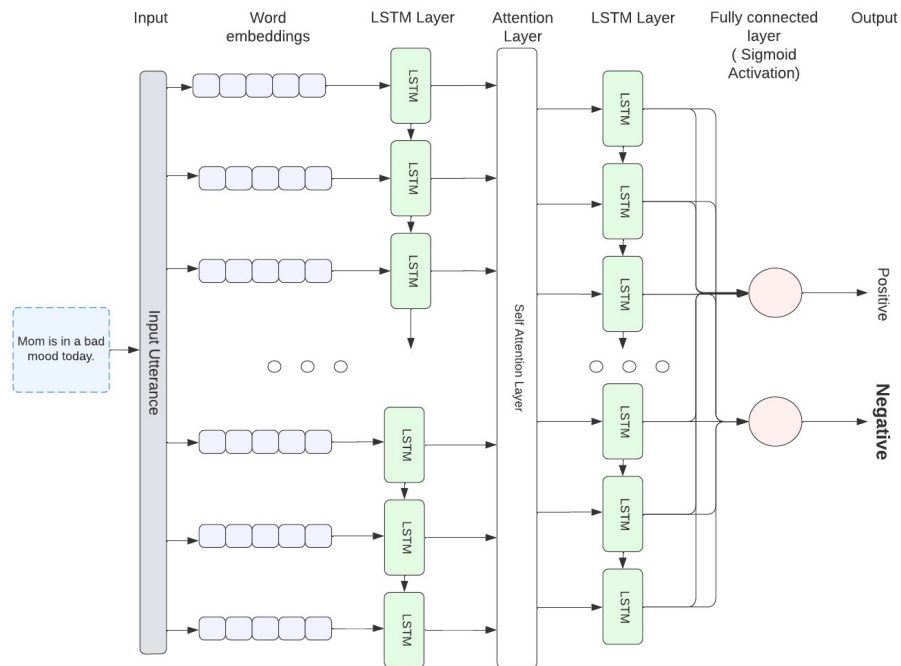 Input
Word
embeddings
LSTM Layer
Attention
Layer
LSTM Layer
Fully connected
layer
( Sigmoid
Activation)
Output
Mom is in a bad
mood today.
Input Utterance
LSTM
LSTM
LSTM
LSTM
LSTM
LSTM
Self Attention Layer
LSTM
LSTM
LSTM
LSTM
LSTM
LSTM
Positive
Negative